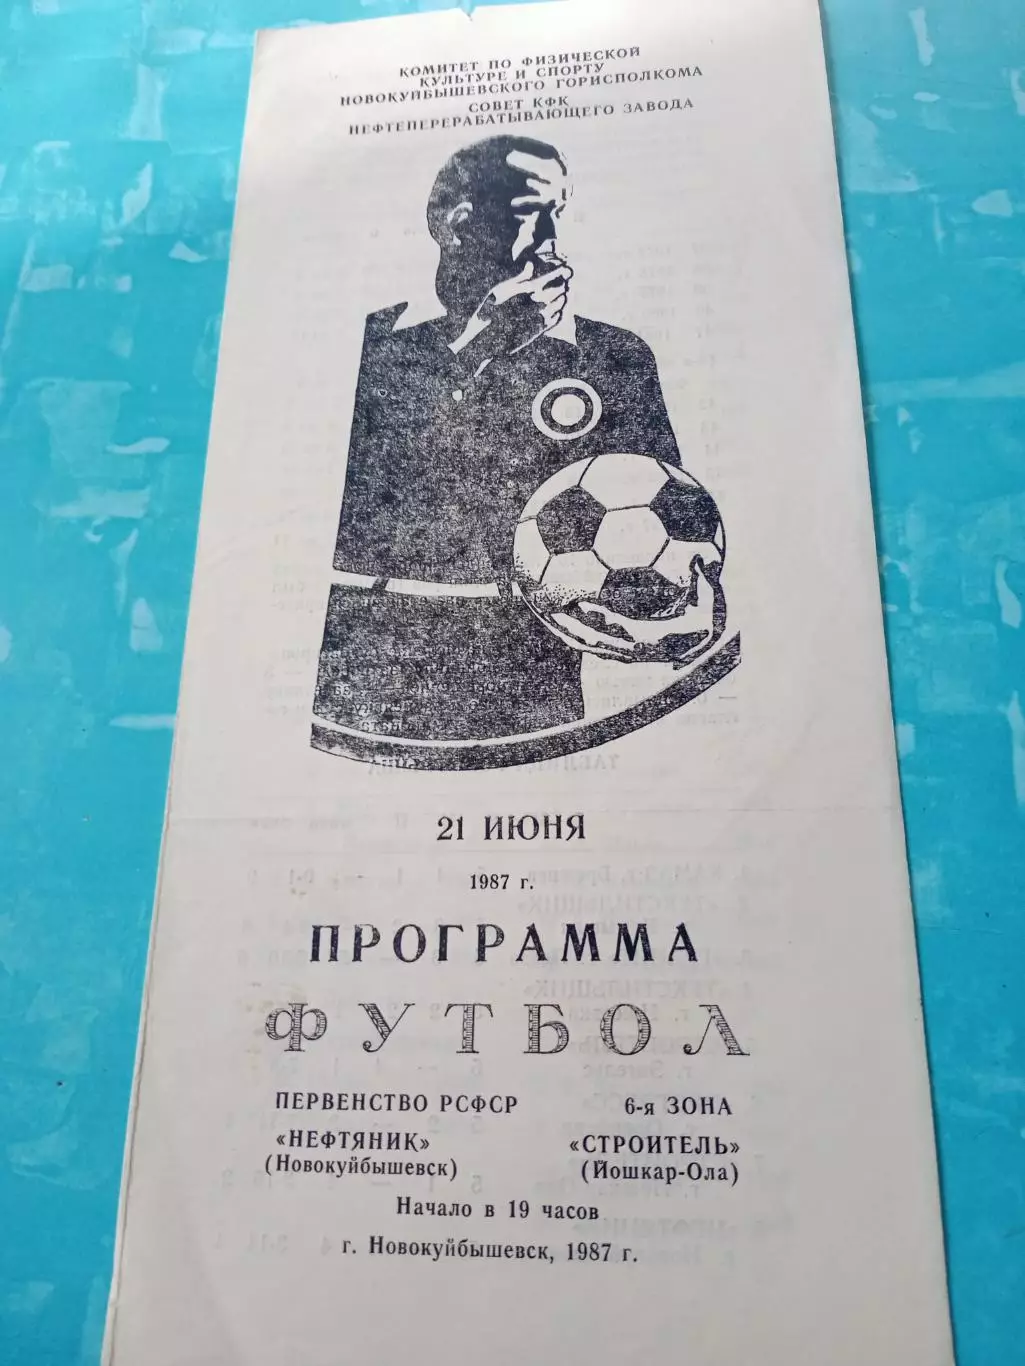 КОМИТЕТ ПО ФИЗИЧЕСКОЙ
КУЛЬТУРЕ И СПОРТУ
НОВОКУЙБЫШЕВСКОГО ГОРИСПОЛКОМА
СОВЕТ КФК
НЕФТЕПЕРЕРАБАТЫВАЮЩЕГО ЗАВОДА
21 ИЮНЯ
1987 г.
ПРОГРАММА
ФУТБОЛ
ПЕРВЕНСТВО РСФСР 6-я ЗОНА
«НЕФТЯНИК» «СТРОИТЕЛЬ»
(Новокуйбышевск) (Йошкар-Ола)
Начало в 19 часов
г. Новокуйбышевск, 1987 г.